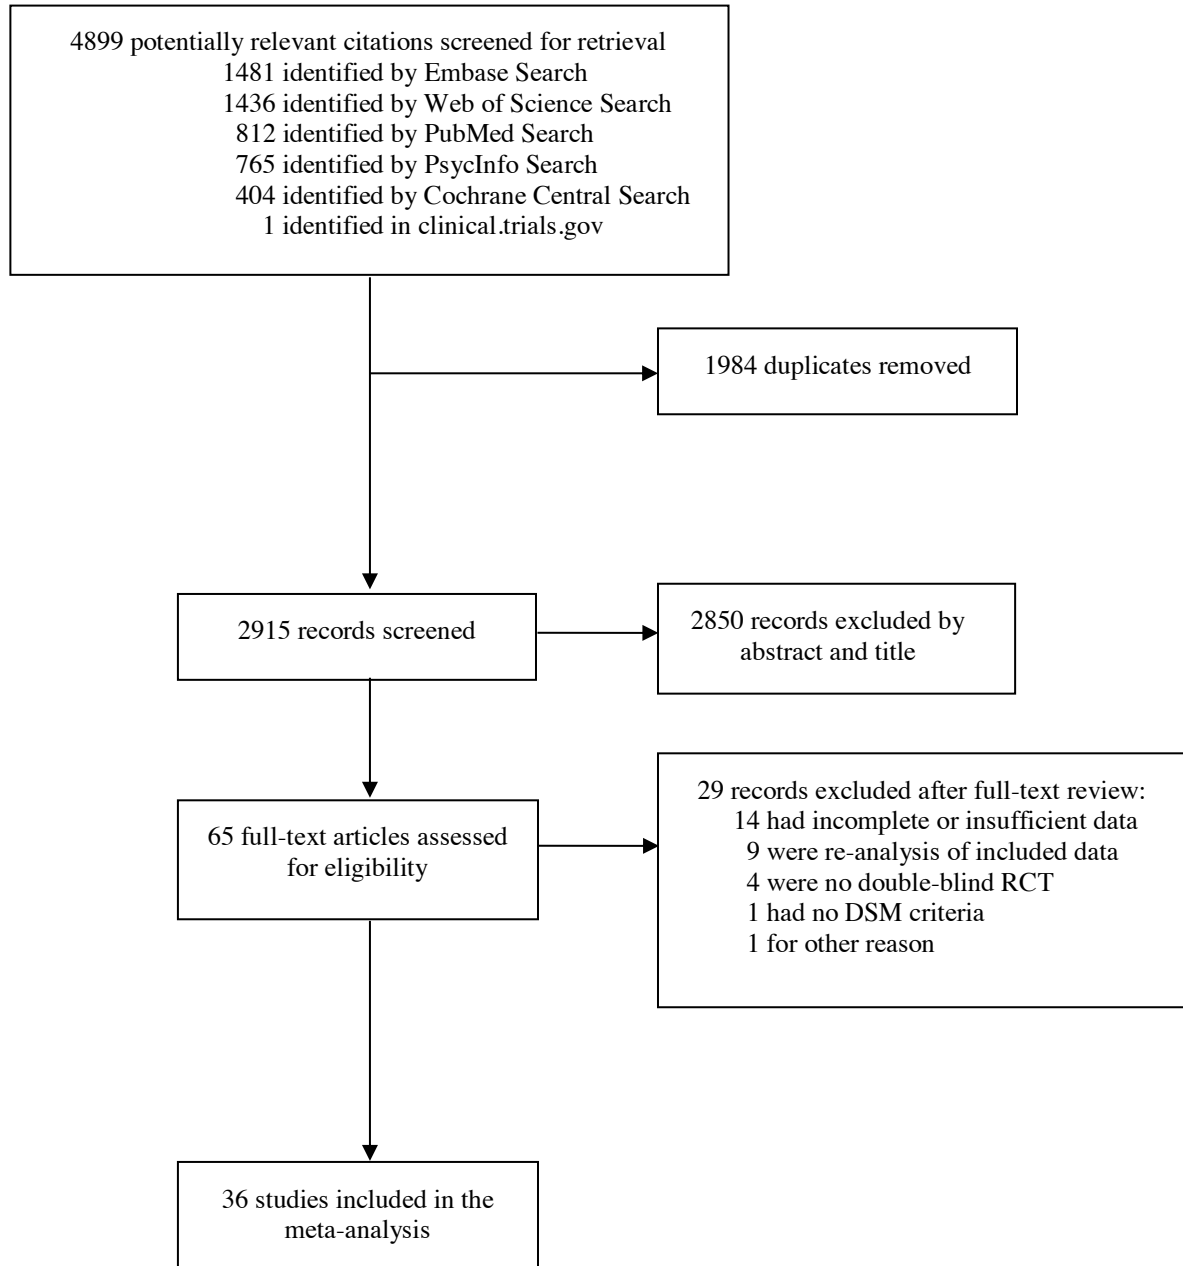 4899 potentially relevant citations screened for retrieval
1481 identified by Embase Search
1436 identified by Web of Science Search
812 identified by PubMed Search
765 identified by PsycInfo Search
404 identified by Cochrane Central Search
1 identified in clinical.trials.gov
1984 duplicates removed
2915 records screened
2850 records excluded by
abstract and title
65 full-text articles assessed
for eligibility
29 records excluded after full-text review:
14 had incomplete or insufficient data
9 were re-analysis of included data
4 were no double-blind RCT
1 had no DSM criteria
1 for other reason
36 studies included in the
meta-analysis